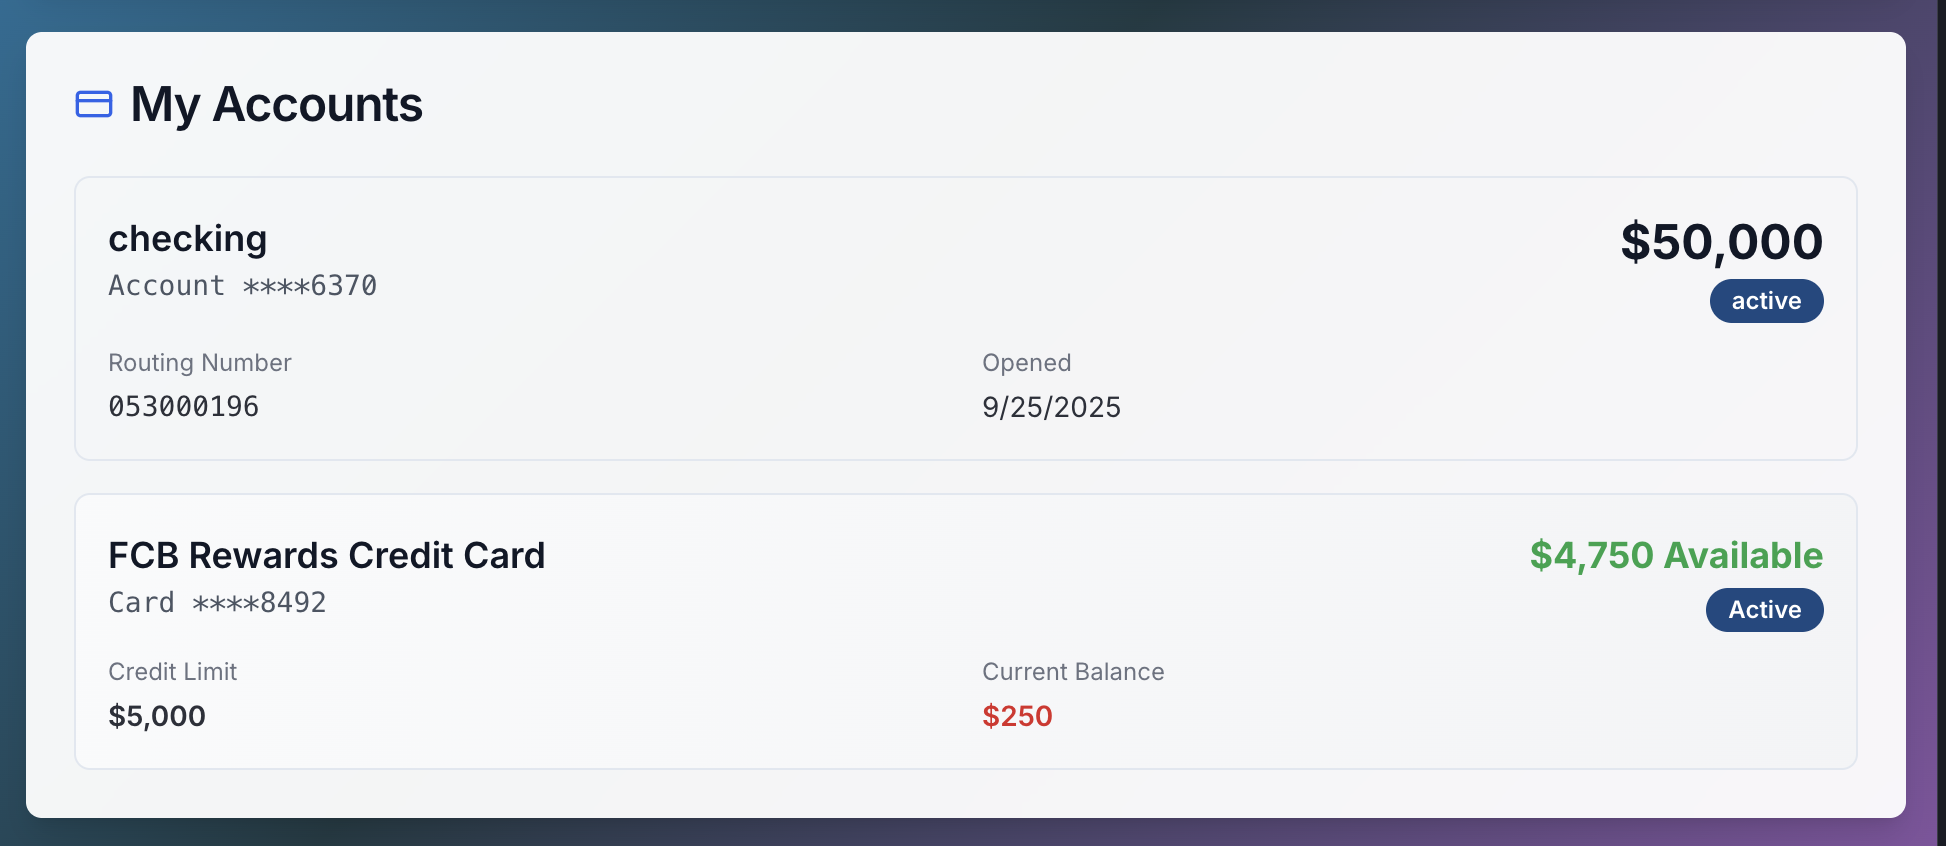 My Accounts
checking
$50,000
Account ****6370
active
Routing Number
Opened
053000196
9/25/2025
FCB Rewards Credit Card
$4,750 Available
Card ****8492
Active
Credit Limit
Current Balance
$5,000
$250